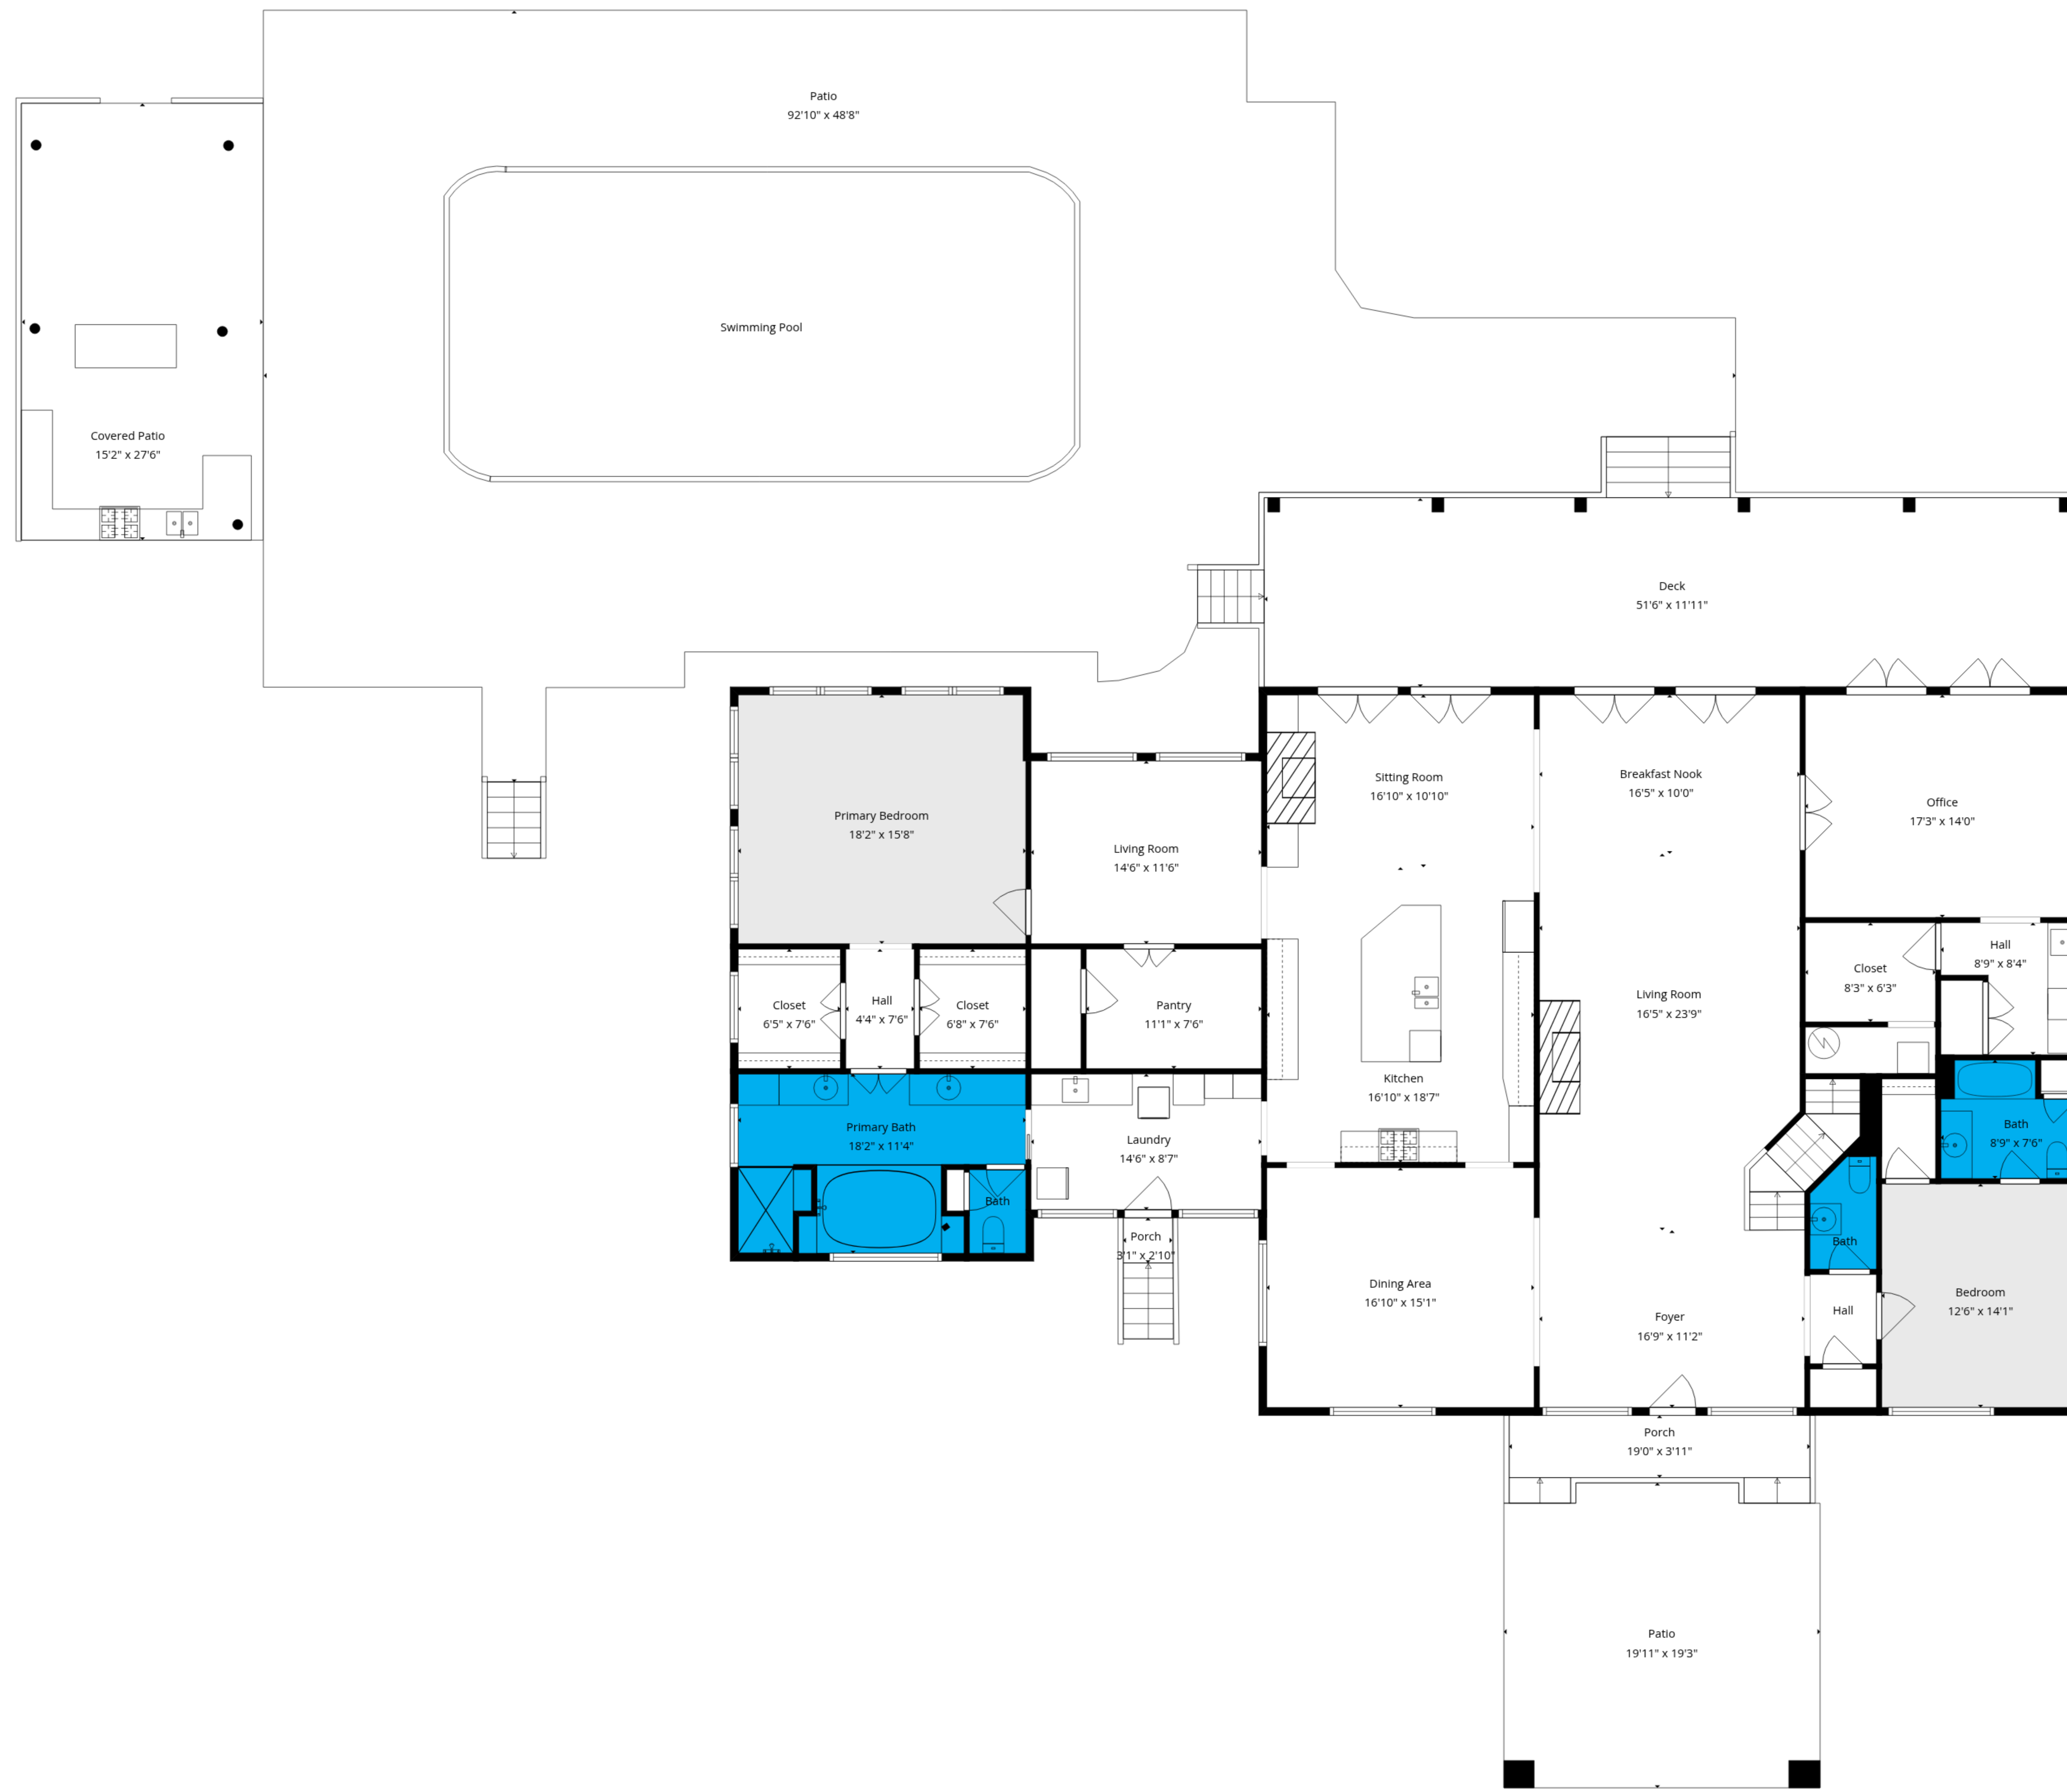 Patio
92'10" x 48'8"
Swimming Pool
Covered Patio
15'2" x 27'6"
Deck
51'6" x 11'11"
Primary Bedroom
18'2" x 15'8"
Living Room
14'6" x 11'6"
Sitting Room
16'10" x 10'10"
Breakfast Nook
16'5" x 10'0"
Office
17'3" x 14'0"
Closet
6'5" x 7'6"
Hall
4'4" x 7'6"
Closet
6'8" x 7'6"
Pantry
11'1" x 7'6"
Living Room
16'5" x 23'9"
Closet
8'3" x 6'3"
Hall
8'9" x 8'4"
Kitchen
16'10" x 18'7"
Primary Bath
18'2" x 11'4"
Laundry
14'6" x 8'7"
Bath
8'9" x 7'6"
Bath
Porch
3'1" x 2'10"
Bath
Dining Area
16'10" x 15'1"
Foyer
16'9" x 11'2"
Hall
Bedroom
12'6" x 14'1"
Porch
19'0" x 3'11"
Patio
19'11" x 19'3"